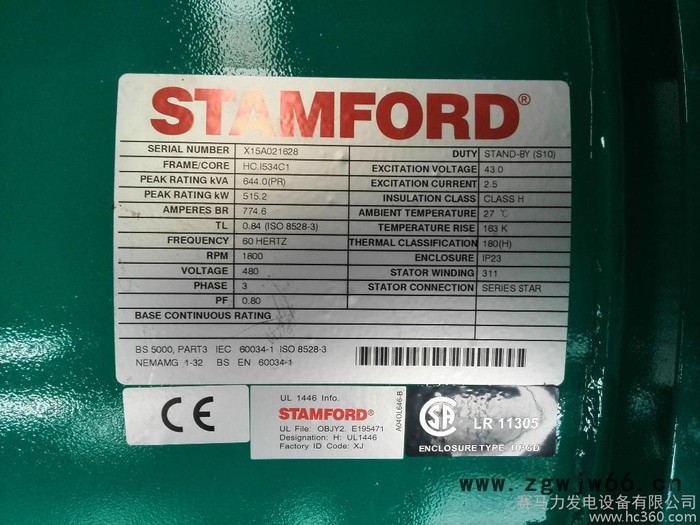 STAMFORD®
SERIAL NUMBER X15A021628 DUTY STAND-BY (S10)
FRAME/CORE HC.I534C1 EXCITATION VOLTAGE 43.0
PEAK RATING kVA 644.0(PR) EXCITATION CURRENT 2.5
PEAK RATING kW 515.2 INSULATION CLASS CLASS H
AMPERES BR 774.6 AMBIENT TEMPERATURE 27 ℃
TL 0.84 (ISO 8528-3) TEMPERATURE RISE 163 K
FREQUENCY 60 HERTZ THERMAL CLASSIFICATION 180(H)
RPM 1800 ENCLOSURE IP23
VOLTAGE 480 STATOR WINDING 311
PHASE 3 STATOR CONNECTION SERIES STAR
PF 0.80
BASE CONTINUOUS RATING
BS 5000, PART3 IEC 60034-1 ISO 8528-3
NEMAMG 1-32 BS EN 60034-1
CE
UL 1446 Info.
STAMFORD®
UL File: OBJY2. E195471
Designation: H: UL1446
Factory ID Code: XJ
A040L646-B
SA
LR 11305
ENCLOSURE TYPE DPGD
www.zgwjw66.cn
赛马力发电设备有限公司
www.hc360.com